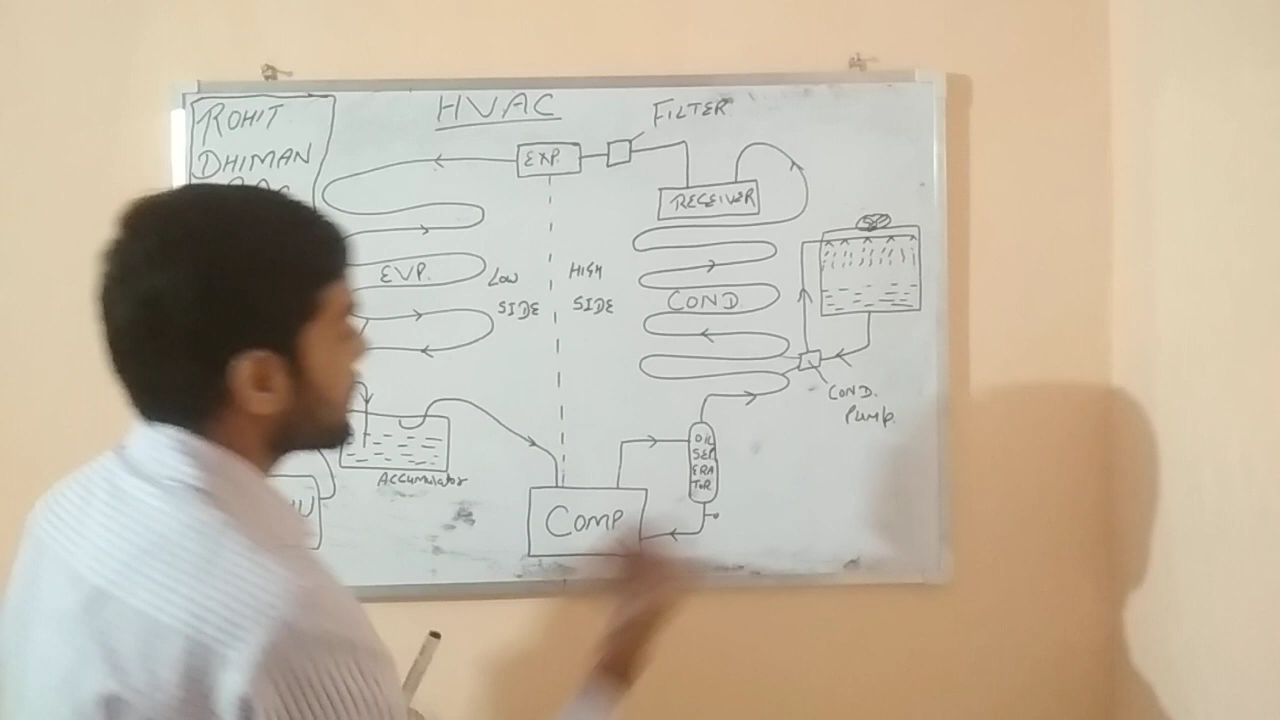 ROHIT
DHIMAN
HVAC
FILTER
EXP.
RECEIVER
EVP.
LOW
SIDE
HIGH
SIDE
COND
COND.
PUMP.
OIL
SEP
ERA
TOR
Accumulator
COMP